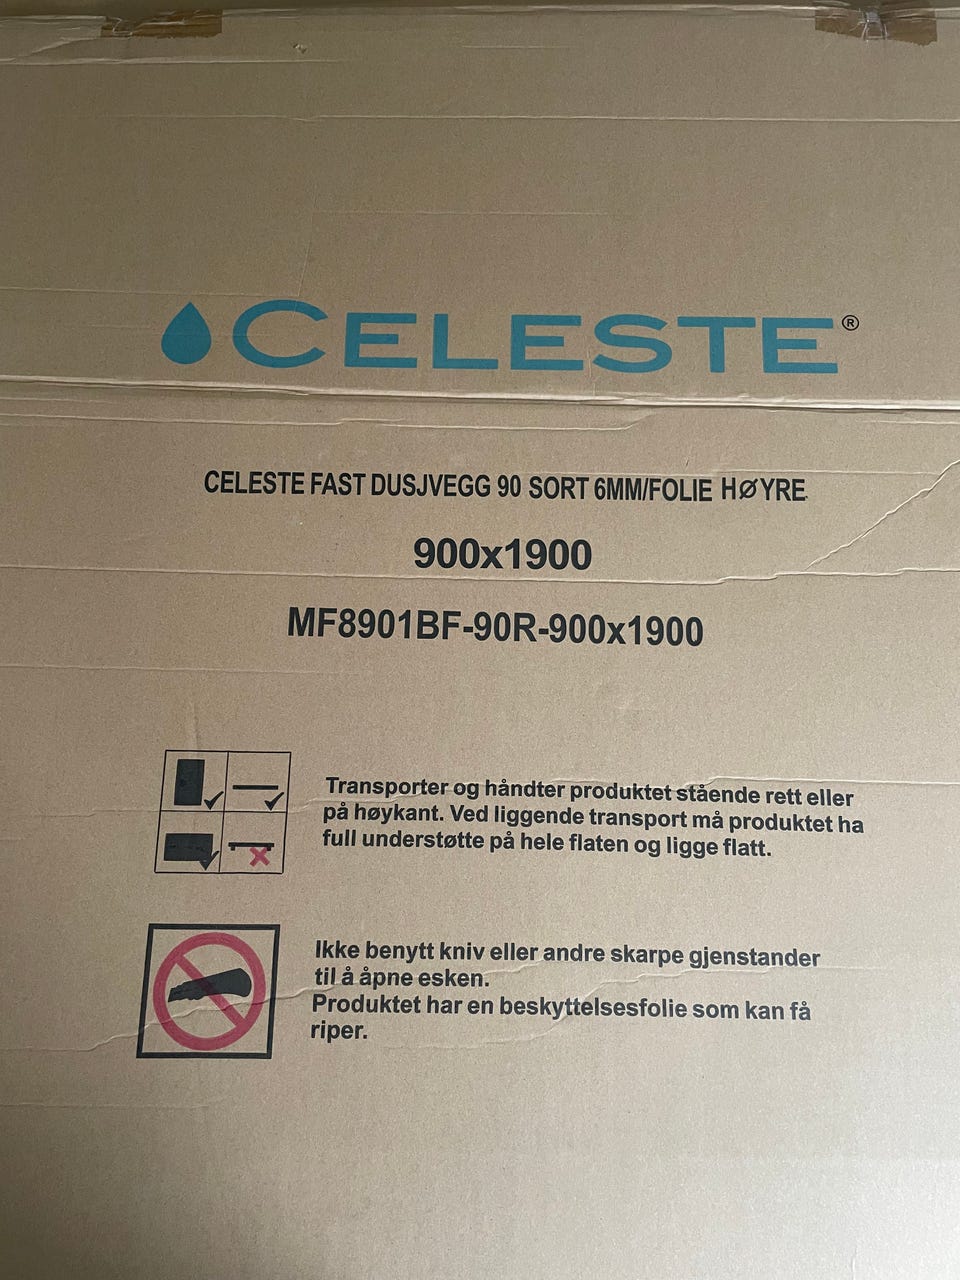 CELESTE®
CELESTE FAST DUSJVEGG 90 SORT 6MM/FOLIE HØYRE
900x1900
MF8901BF-90R-900x1900
Transporter og håndter produktet stående rett eller
på høykant. Ved liggende transport må produktet ha
full understøtte på hele flaten og ligge flatt.
Ikke benytt kniv eller andre skarpe gjenstander
til å åpne esken.
Produktet har en beskyttelsesfolie som kan få
riper.